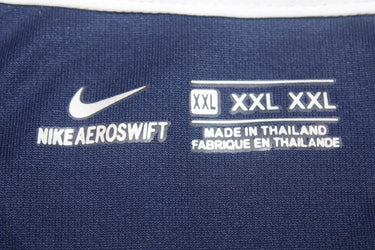 NIKE AEROSWIFT
XXL XXL XXL
MADE IN THAILAND
FABRIQUE EN THAILANDE